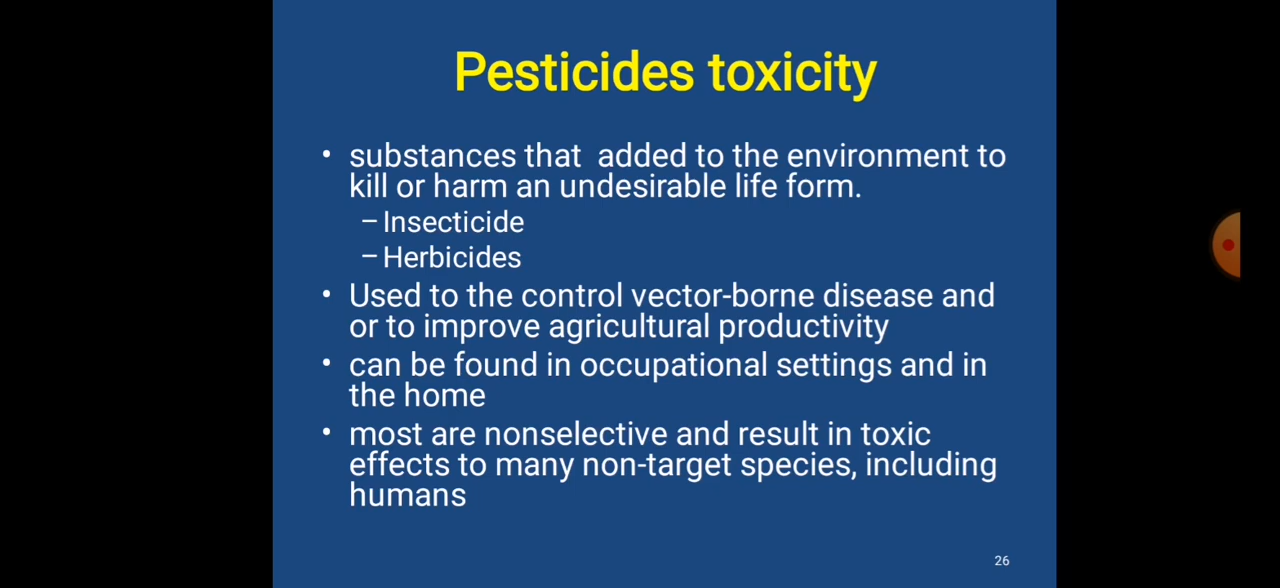 Pesticides toxicity
• substances that  added to the environment to
kill or harm an undesirable life form.
– Insecticide
– Herbicides
• Used to the control vector-borne disease and
or to improve agricultural productivity
• can be found in occupational settings and in
the home
• most are nonselective and result in toxic
effects to many non-target species, including
humans
26